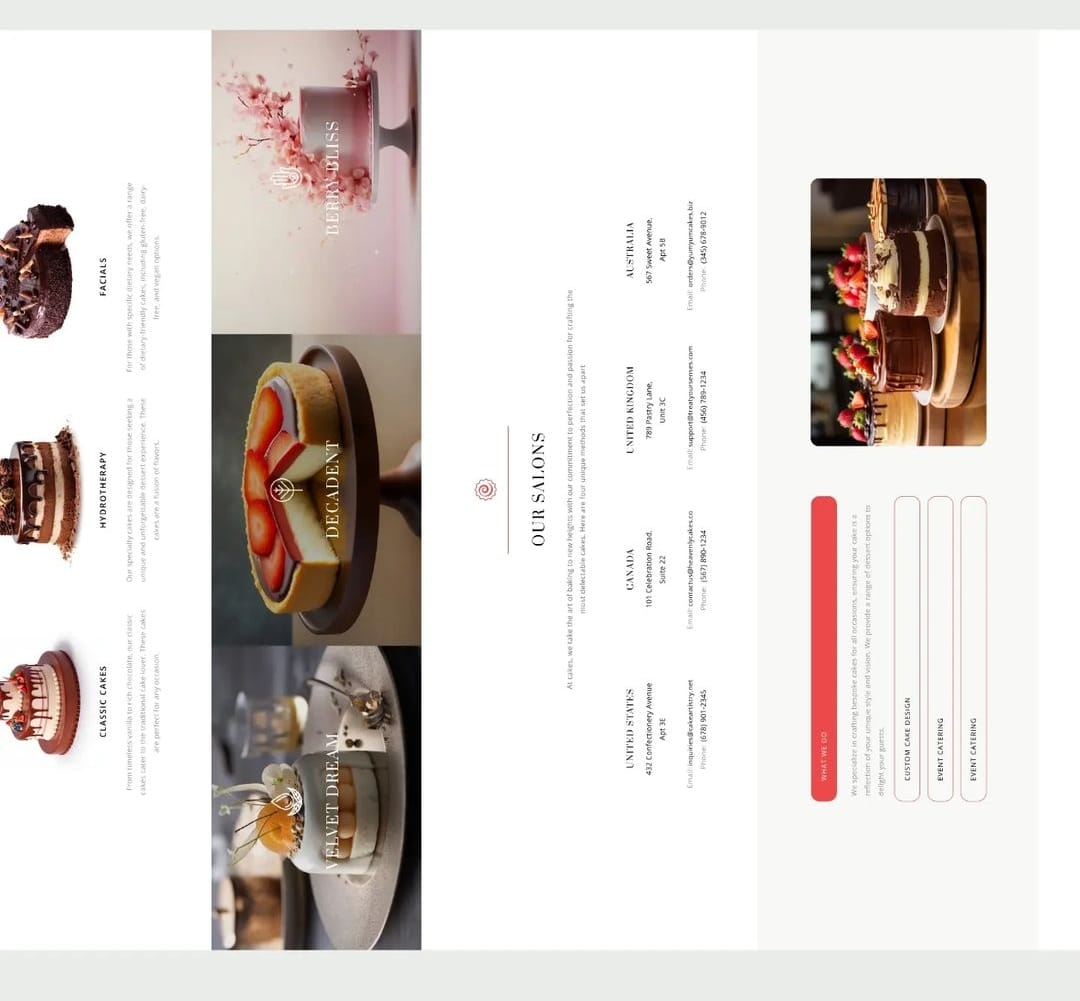 CLASSIC CAKES
From timeless vanilla to rich chocolate, our classic
cakes cater to the traditional cake lover. These cakes
are perfect for any occasion.
HYDROTHERAPY
Our specialty cakes are designed for those seeking a
unique and unforgettable dessert experience. These
cakes are a fusion of flavors.
FACIALS
For those with specific dietary needs, we offer a range
of dietary-friendly cakes, including gluten-free, dairy-
free, and vegan options.
VELVET DREAM
DECADENT
BERRY BLISS
OUR SALONS
At cakes, we take the art of baking to new heights with our commitment to perfection and passion for crafting the
most delectable cakes. Here are four unique methods that set us apart
UNITED STATES
432 Confectionery Avenue
Apt 3E
Email: inquiries@cakeartistry.net
Phone: (678) 901-2345
CANADA
101 Celebration Road,
Suite 22
Email: contactus@heavenlycakes.co
Phone: (567) 890-1234
UNITED KINGDOM
789 Pastry Lane,
Unit 3C
Email: support@treatyoursenses.com
Phone: (456) 789-1234
AUSTRALIA
567 Sweet Avenue,
Apt 5B
Email: orders@yumyumcakes.biz
Phone: (345) 678-9012
WHAT WE DO
We specialize in crafting bespoke cakes for all occasions, ensuring your cake is a
reflection of your unique style and vision. We provide a range of dessert options to
delight your guests.
CUSTOM CAKE DESIGN
EVENT CATERING
EVENT CATERING